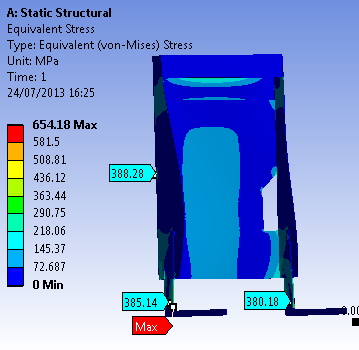 A: Static Structural
Equivalent Stress
Type: Equivalent (von-Mises) Stress
Unit: MPa
Time: 1
24/07/2013 16:25
654.18 Max
581.5
508.81
436.12
363.44
290.75
218.06
145.37
72.687
0 Min
388.28
385.14
380.18
Max
0.00